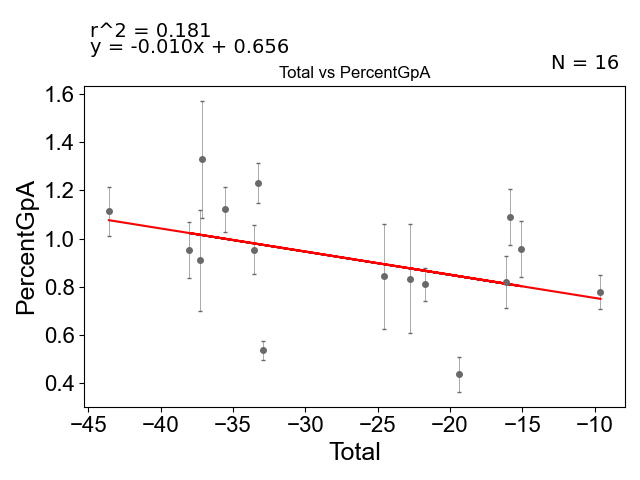 r^2 = 0.181
y = -0.010x + 0.656
N = 16
Total vs PercentGpA
PercentGpA
1.6
1.4
1.2
1.0
0.8
0.6
0.4
−45 −40 −35 −30 −25 −20 −15 −10
Total